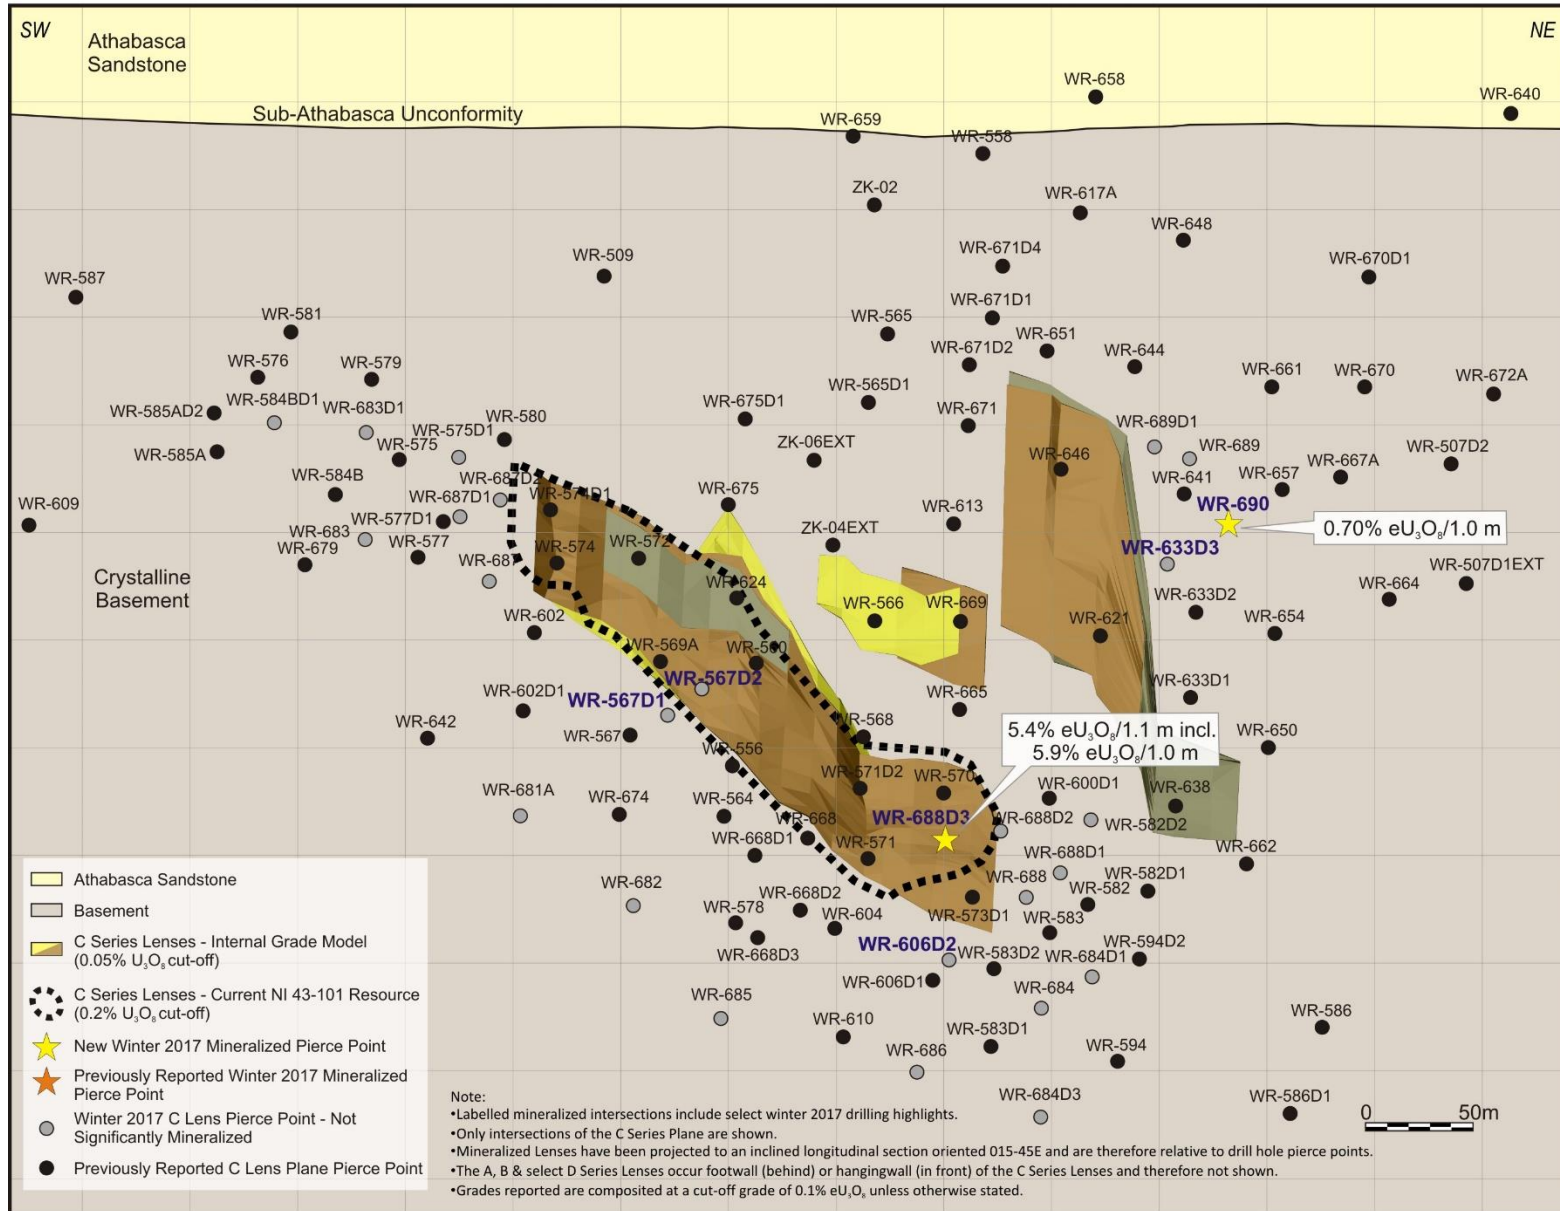 SW
NE
Athabasca
Sandstone
WR-658
WR-640
Sub-Athabasca Unconformity
WR-659
WR-558
ZK-02
WR-617A
WR-648
WR-671D4
WR-509
WR-670D1
WR-587
WR-671D1
WR-581
WR-565
WR-651
WR-671D2
WR-644
WR-576
WR-579
WR-661
WR-670
WR-672A
WR-565D1
WR-584BD1
WR-683D1
WR-675D1
WR-585AD2
WR-580
WR-671
WR-689D1
WR-575D1
WR-575
ZK-06EXT
WR-689
WR-507D2
WR-585A
WR-646
WR-667A
WR-584B
WR-687D2
WR-641
WR-657
WR-687D1
WR-574D1
WR-675
WR-690
WR-609
WR-577D1
WR-613
0.70% eU₃O₈/1.0 m
WR-683
ZK-04EXT
WR-679
WR-577
WR-574
WR-572
WR-633D3
WR-507D1EXT
Crystalline
Basement
WR-687
WR-624
WR-664
WR-566
WR-669
WR-633D2
WR-602
WR-621
WR-654
WR-569A
WR-560
WR-567D2
WR-633D1
WR-602D1
WR-567D1
WR-665
WR-642
WR-567
WR-568
5.4% eU₃O₈/1.1 m incl.
5.9% eU₃O₈/1.0 m
WR-650
WR-556
WR-571D2
WR-570
WR-600D1
WR-638
WR-681A
WR-674
WR-564
WR-668
WR-688D3
WR-688D2
WR-582D2
WR-668D1
WR-571
WR-688D1
WR-662
WR-688
WR-582D1
WR-682
WR-668D2
WR-582
WR-578
WR-604
WR-573D1
WR-583
WR-668D3
WR-606D2
WR-583D2
WR-684D1
WR-594D2
WR-606D1
WR-685
WR-684
WR-610
WR-583D1
WR-586
WR-686
WR-594
WR-684D3
WR-586D1
0 50m
Athabasca Sandstone
Basement
C Series Lenses - Internal Grade Model
(0.05% U₃O₈ cut-off)
C Series Lenses - Current NI 43-101 Resource
(0.2% U₃O₈ cut-off)
New Winter 2017 Mineralized Pierce Point
Previously Reported Winter 2017 Mineralized
Pierce Point
Winter 2017 C Lens Pierce Point - Not
Significantly Mineralized
Previously Reported C Lens Plane Pierce Point
Note:
•Labelled mineralized intersections include select winter 2017 drilling highlights.
•Only intersections of the C Series Plane are shown.
•Mineralized Lenses have been projected to an inclined longitudinal section oriented 015-45E and are therefore relative to drill hole pierce points.
•The A, B & select D Series Lenses occur footwall (behind) or hangingwall (in front) of the C Series Lenses and therefore not shown.
•Grades reported are composited at a cut-off grade of 0.1% eU₃O₈ unless otherwise stated.